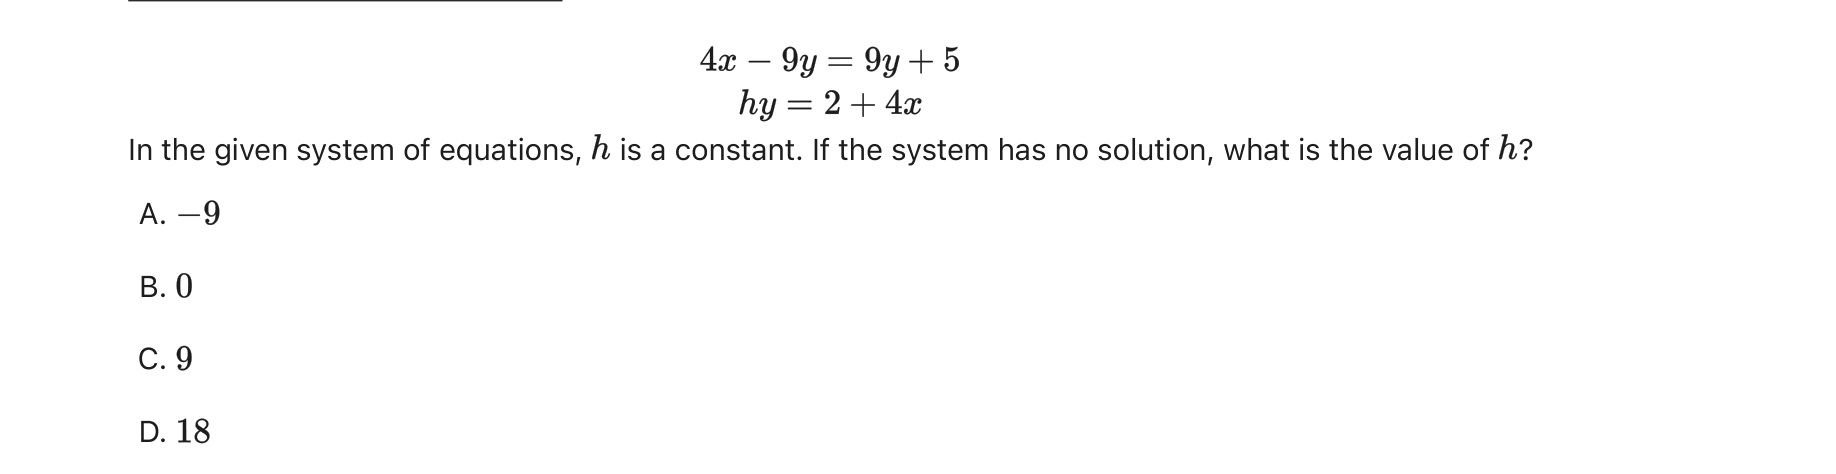 4x − 9y = 9y + 5
hy = 2 + 4x
In the given system of equations, h is a constant. If the system has no solution, what is the value of h?
A. −9
B. 0
C. 9
D. 18